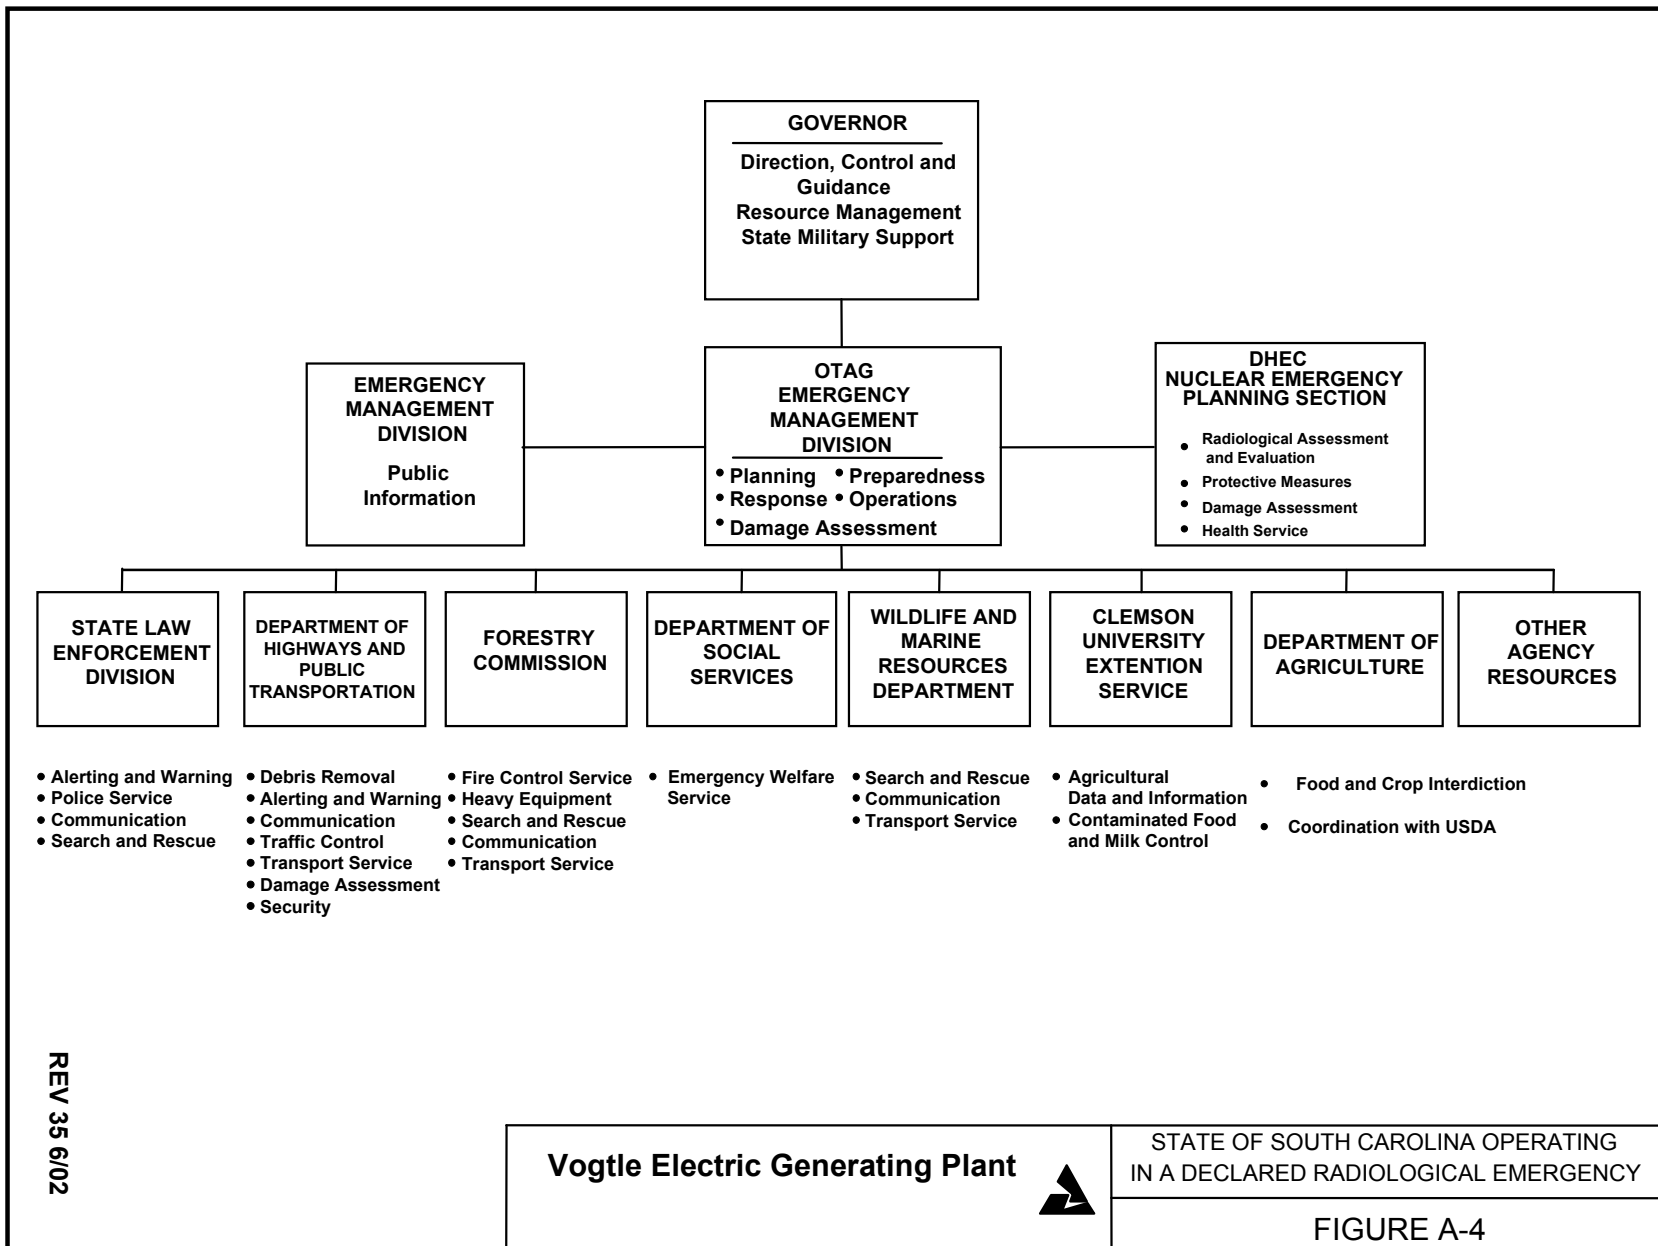 GOVERNOR
Direction, Control and
Guidance
Resource Management
State Military Support
EMERGENCY
MANAGEMENT
DIVISION
Public
Information
OTAG
EMERGENCY
MANAGEMENT
DIVISION
• Planning • Preparedness
• Response • Operations
• Damage Assessment
DHEC
NUCLEAR EMERGENCY
PLANNING SECTION
• Radiological Assessment
and Evaluation
• Protective Measures
• Damage Assessment
• Health Service
STATE LAW
ENFORCEMENT
DIVISION
• Alerting and Warning
• Police Service
• Communication
• Search and Rescue
DEPARTMENT OF
HIGHWAYS AND
PUBLIC
TRANSPORTATION
• Debris Removal
• Alerting and Warning
• Communication
• Traffic Control
• Transport Service
• Damage Assessment
• Security
FORESTRY
COMMISSION
• Fire Control Service
• Heavy Equipment
• Search and Rescue
• Communication
• Transport Service
DEPARTMENT OF
SOCIAL
SERVICES
• Emergency Welfare
Service
WILDLIFE AND
MARINE
RESOURCES
DEPARTMENT
• Search and Rescue
• Communication
• Transport Service
CLEMSON
UNIVERSITY
EXTENTION
SERVICE
• Agricultural
Data and Information
• Contaminated Food
and Milk Control
DEPARTMENT OF
AGRICULTURE
• Food and Crop Interdiction
• Coordination with USDA
OTHER
AGENCY
RESOURCES
REV 35 6/02
Vogtle Electric Generating Plant
STATE OF SOUTH CAROLINA OPERATING
IN A DECLARED RADIOLOGICAL EMERGENCY
FIGURE A-4